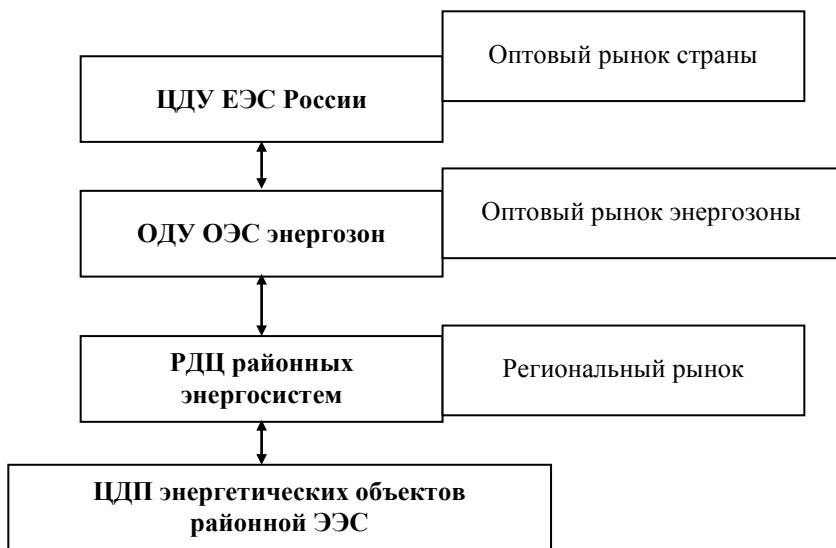 Оптовый рынок страны
ЦДУ ЕЭС России
Оптовый рынок энергозоны
ОДУ ОЭС энергозон
РДЦ районных
энергосистем
Региональный рынок
ЦДП энергетических объектов
районной ЭЭС